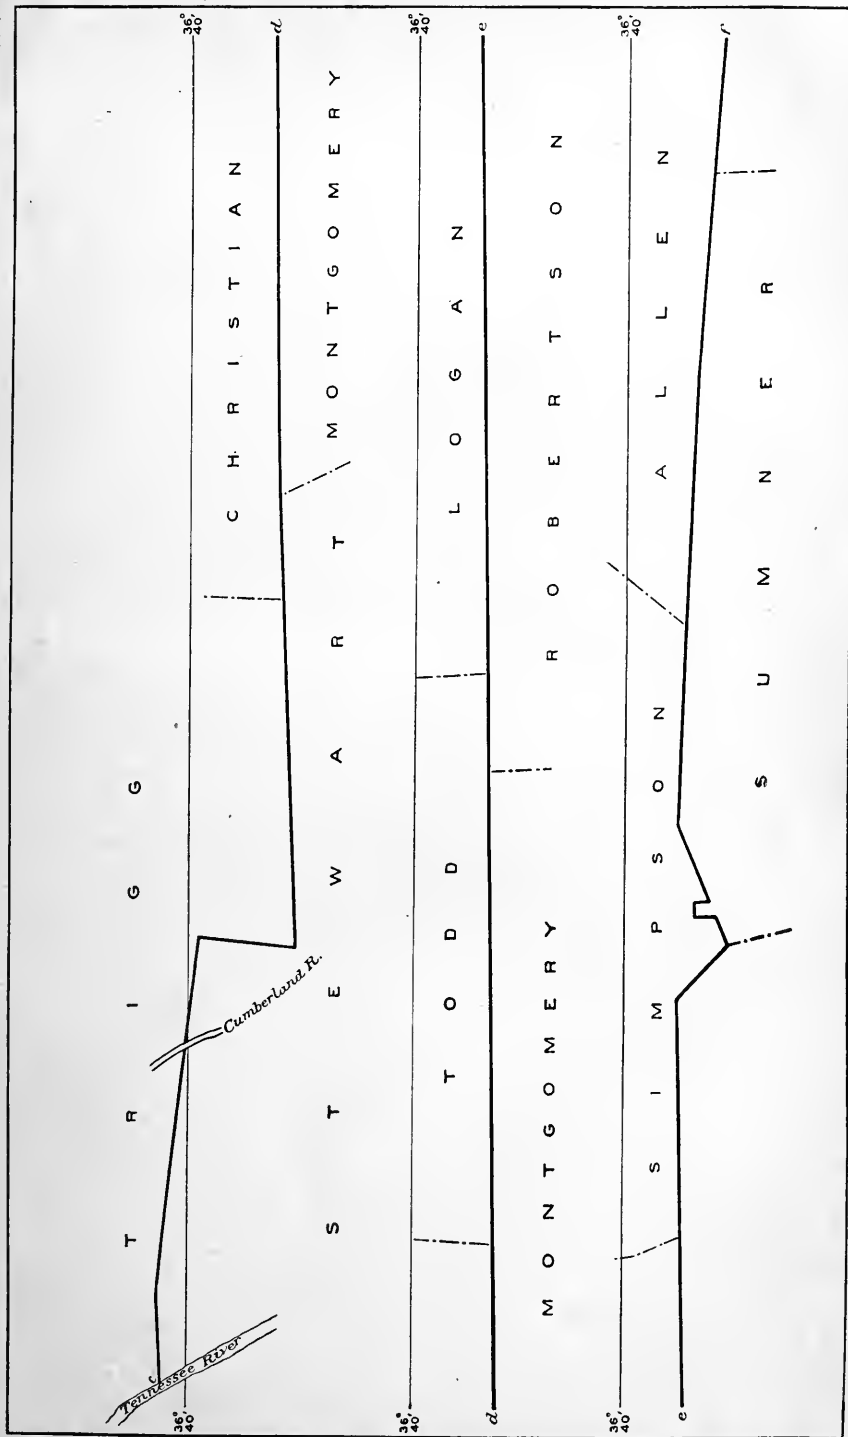 36°
40'
36°
40'
TRIGG
CHRISTIAN
Tennessee River
c
Cumberland R.
d
STEWART
MONTGOMERY
36°
40'
36°
40'
TODD
LOGAN
d
e
MONTGOMERY
ROBERTSON
36°
40'
36°
40'
SIMPSON
ALLEN
e
f
SUMNER